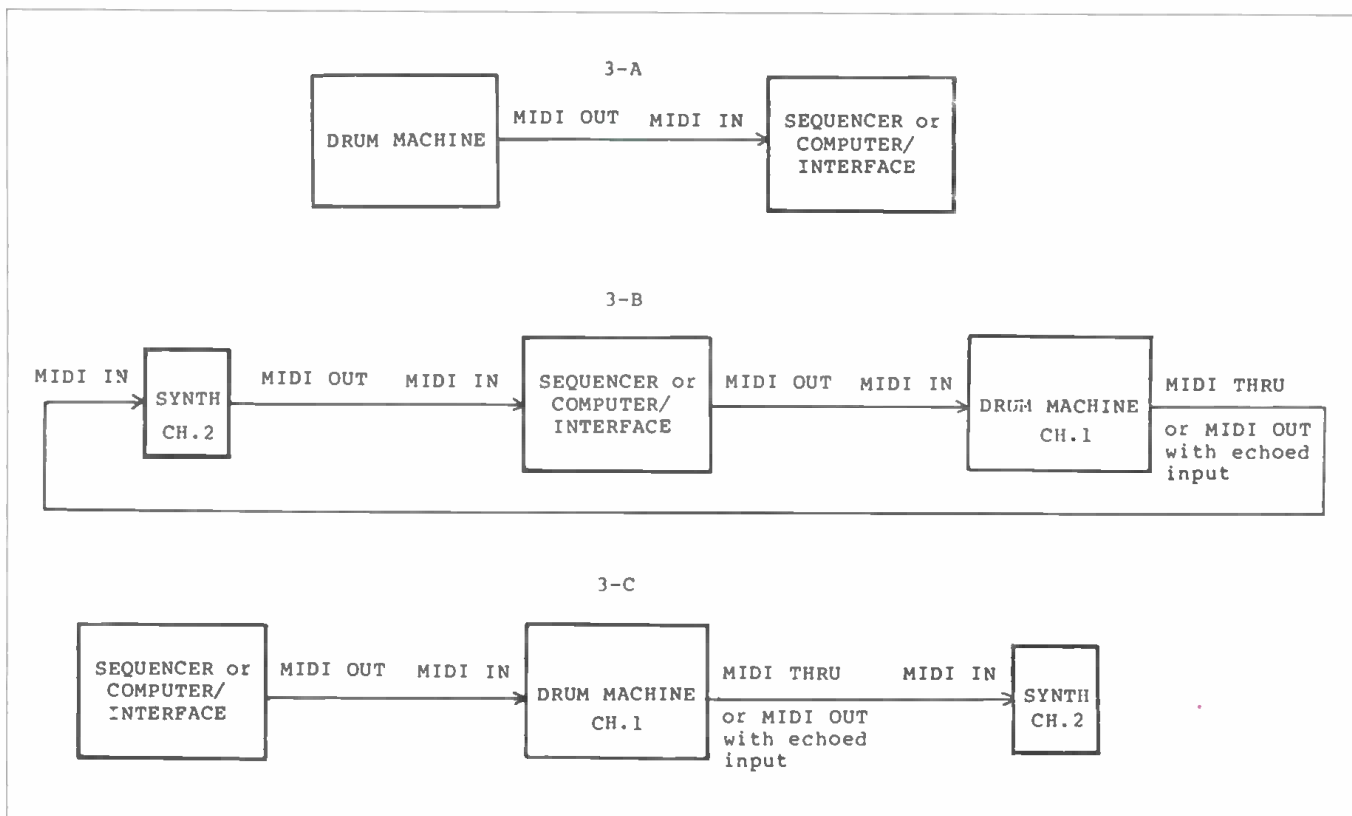 3-A
DRUM MACHINE
MIDI OUT
MIDI IN
SEQUENCER or
COMPUTER/
INTERFACE
3-B
MIDI IN
SYNTH
CH.2
MIDI OUT
MIDI IN
SEQUENCER or
COMPUTER/
INTERFACE
MIDI OUT
MIDI IN
DRUM MACHINE
CH.1
MIDI THRU
or MIDI OUT
with echoed
input
3-C
SEQUENCER or
COMPUTER/
INTERFACE
MIDI OUT
MIDI IN
DRUM MACHINE
CH.1
MIDI THRU
or MIDI OUT
with echoed
input
MIDI IN
SYNTH
CH.2